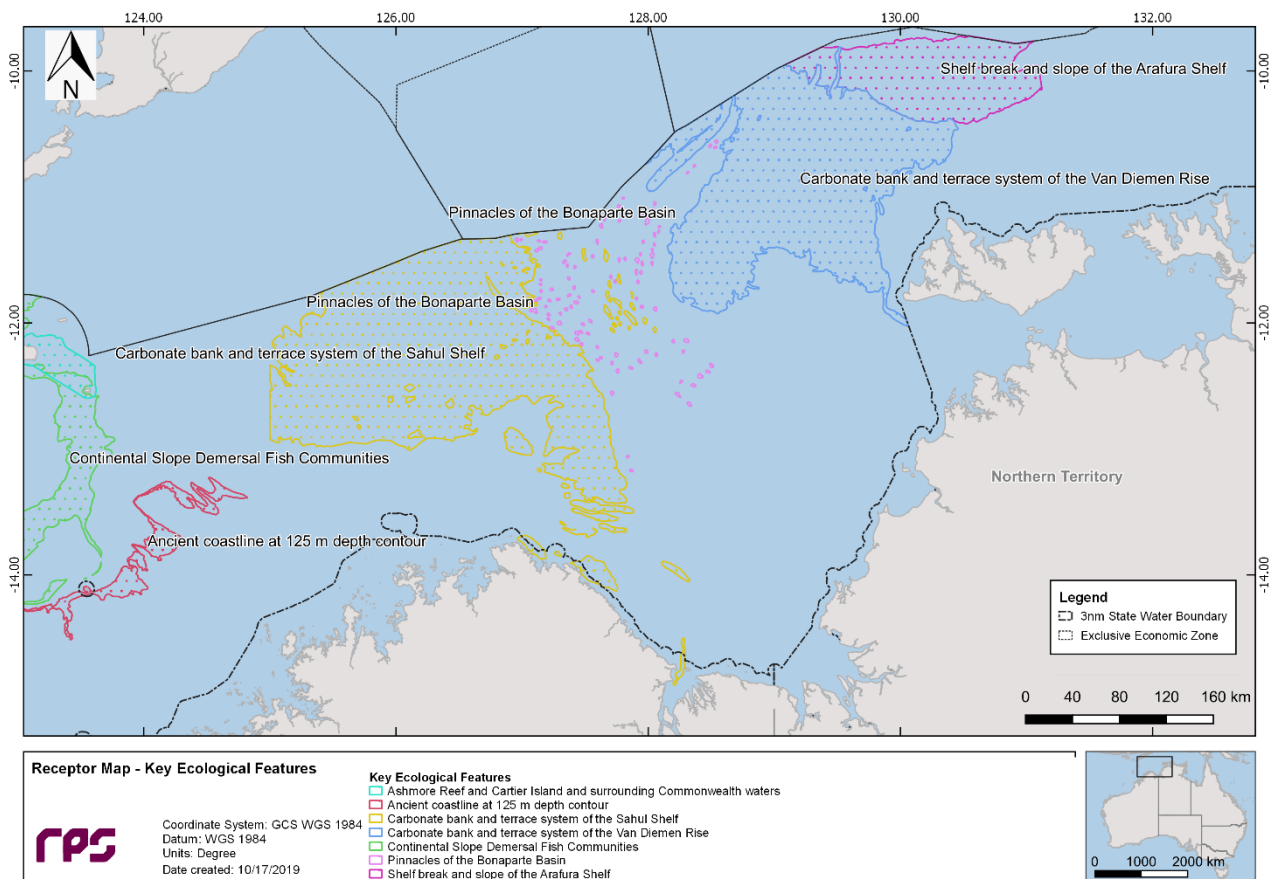 124.00
126.00
128.00
130.00
132.00
-10.00
-12.00
-14.00
-10.00
-12.00
-14.00
N
Shelf break and slope of the Arafura Shelf
Carbonate bank and terrace system of the Van Diemen Rise
Pinnacles of the Bonaparte Basin
Pinnacles of the Bonaparte Basin
Carbonate bank and terrace system of the Sahul Shelf
Continental Slope Demersal Fish Communities
Northern Territory
Ancient coastline at 125 m depth contour
Legend
3nm State Water Boundary
Exclusive Economic Zone
0 40 80 120 160 km
Receptor Map - Key Ecological Features
rps
Coordinate System: GCS WGS 1984
Datum: WGS 1984
Units: Degree
Date created: 10/17/2019
Key Ecological Features
Ashmore Reef and Cartier Island and surrounding Commonwealth waters
Ancient coastline at 125 m depth contour
Carbonate bank and terrace system of the Sahul Shelf
Carbonate bank and terrace system of the Van Diemen Rise
Continental Slope Demersal Fish Communities
Pinnacles of the Bonaparte Basin
Shelf break and slope of the Arafura Shelf
0 1000 2000 km